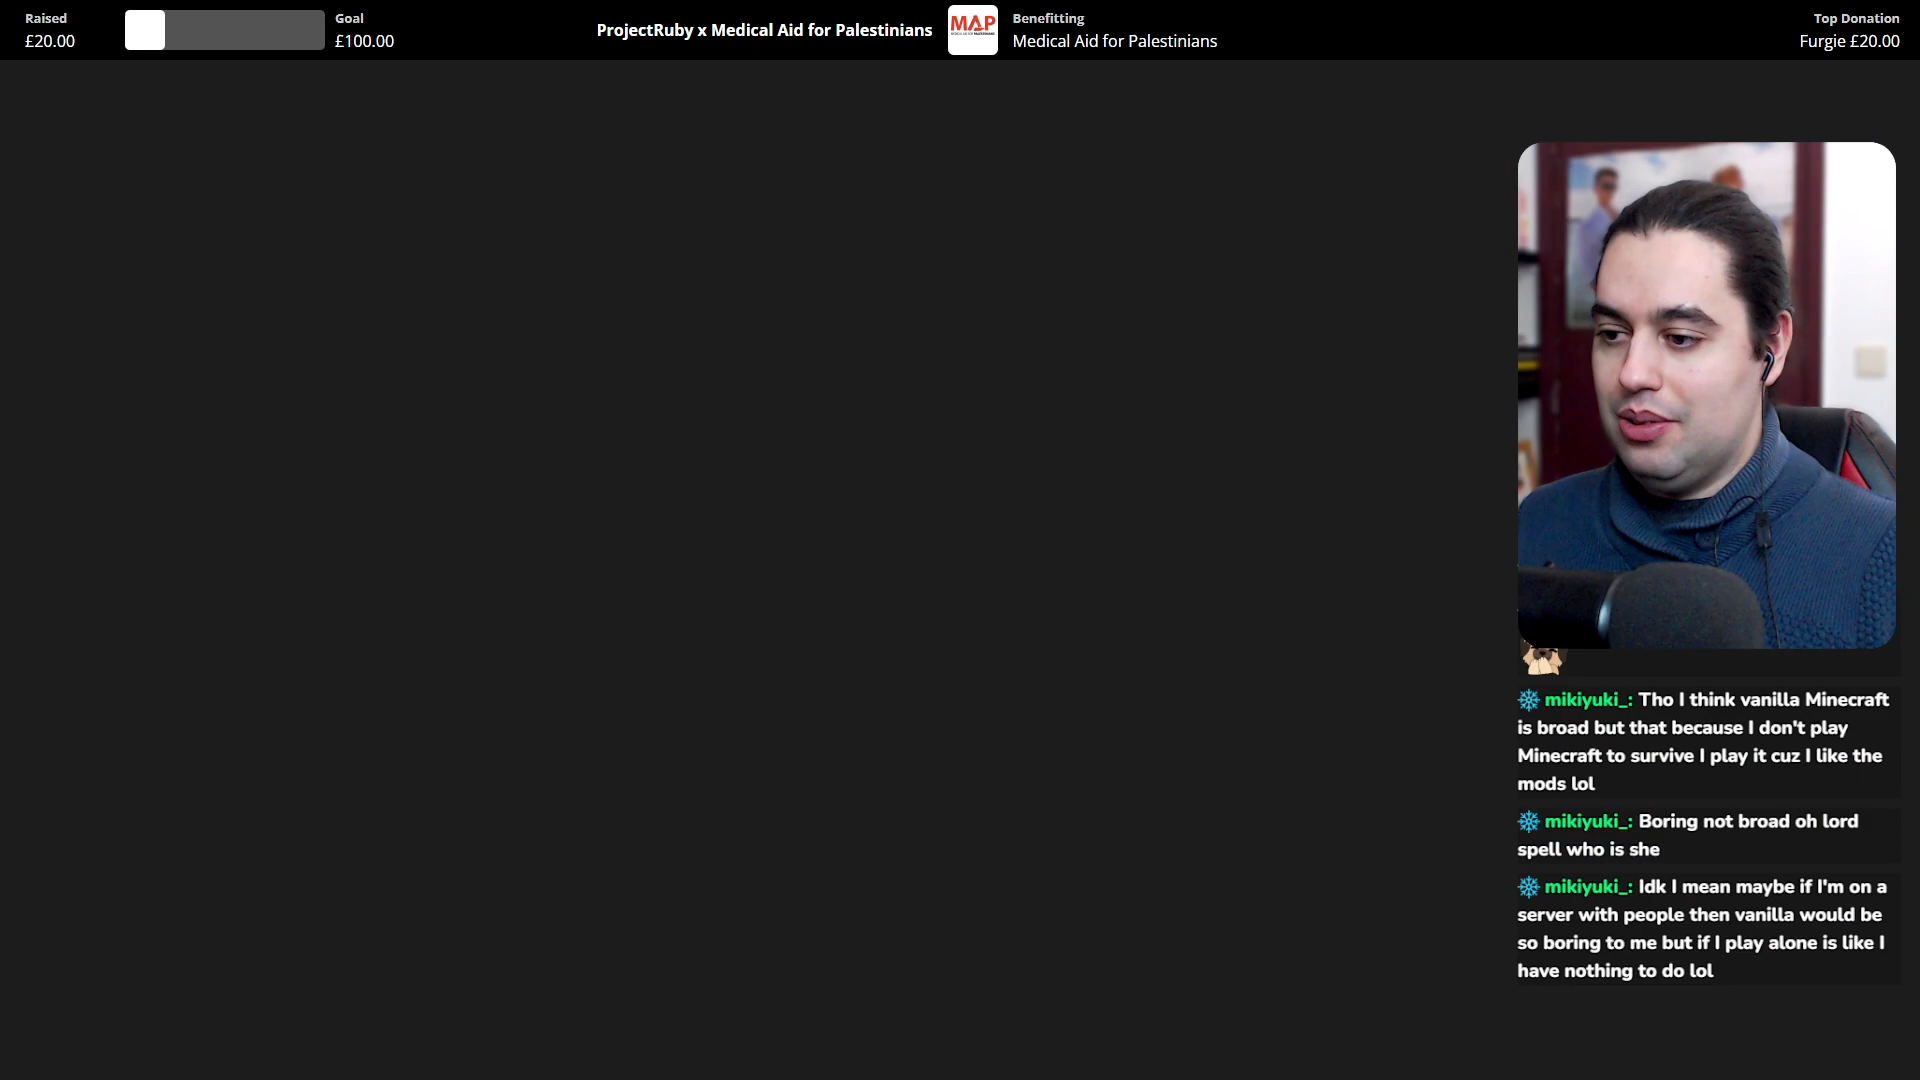 Raised
£20.00
Goal
£100.00
ProjectRuby x Medical Aid for Palestinians
MAP
MEDICAL AID FOR PALESTINIANS
Benefitting
Medical Aid for Palestinians
Top Donation
Furgie £20.00
mikiyuki_: Tho I think vanilla Minecraft
is broad but that because I don't play
Minecraft to survive I play it cuz I like the
mods lol
mikiyuki_: Boring not broad oh lord
spell who is she
mikiyuki_: Idk I mean maybe if I'm on a
server with people then vanilla would be
so boring to me but if I play alone is like I
have nothing to do lol